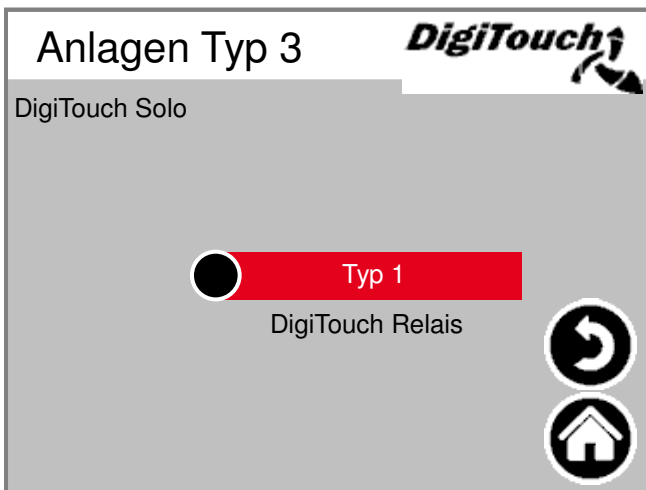 Anlagen Typ 3
DigiTouch
DigiTouch Solo
Typ 1
DigiTouch Relais